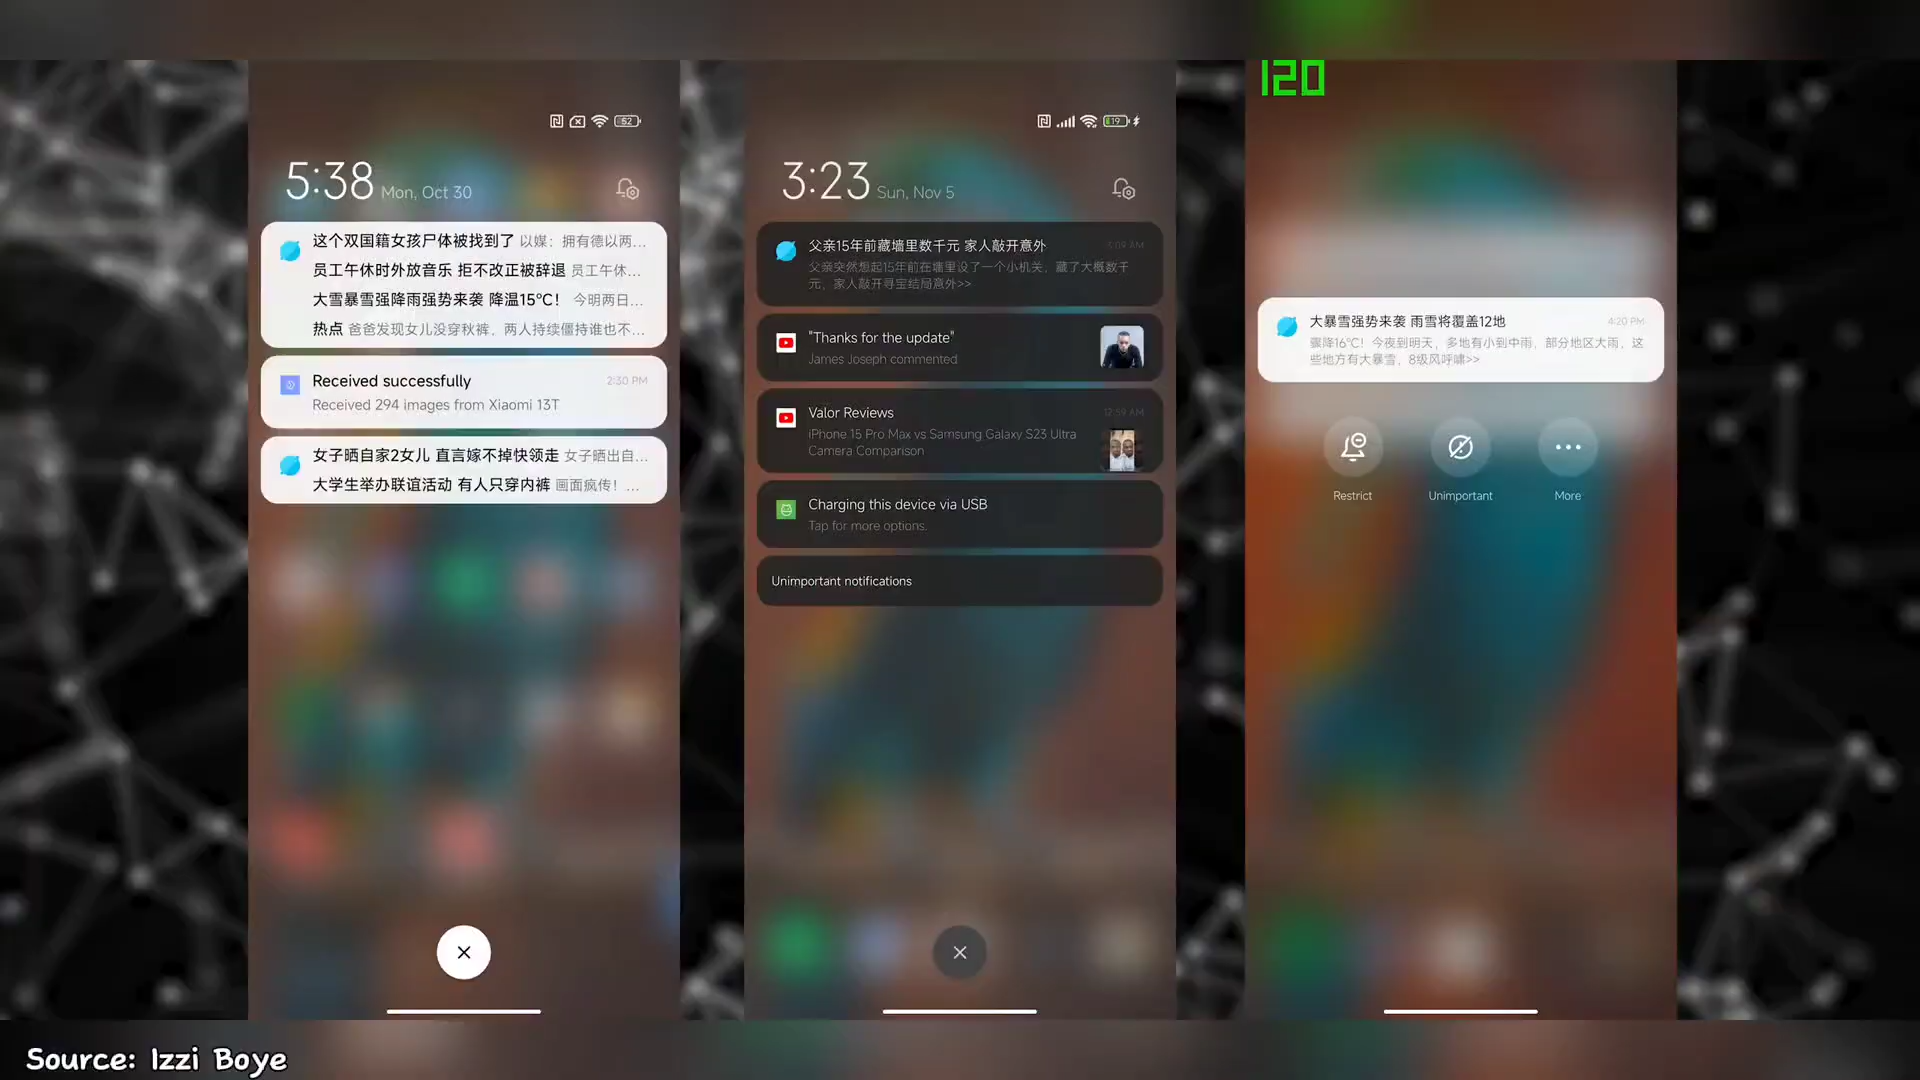 62
5:38 Mon, Oct 30
这个双国籍女孩尸体被找到了 以媒：拥有德以两...
员工午休时外放音乐 拒不改正被辞退 员工午休...
大雪暴雪强降雨强势来袭 降温15℃！ 今明两日...
热点 爸爸发现女儿没穿秋裤，两人持续僵持谁也不...
Received successfully 2:30 PM
Received 294 images from Xiaomi 13T
女子晒自家2女儿 直言嫁不掉快领走 女子晒出自...
大学生举办联谊活动 有人只穿内裤 画面疯传！...
19
3:23 Sun, Nov 5
父亲15年前藏墙里数千元 家人敲开意外 AM
父亲突然想起15年前在墙里设了一个小机关，藏了大概数千
元，家人敲开寻宝结局意外>>
"Thanks for the update"
James Joseph commented
Valor Reviews 12:59 AM
iPhone 15 Pro Max vs Samsung Galaxy S23 Ultra
Camera Comparison
Charging this device via USB
Tap for more options.
Unimportant notifications
120
大暴雪强势来袭 雨雪将覆盖12地 4:20 PM
骤降16℃！今夜到明天，多地有小到中雨，部分地区大雨，这
些地方有大暴雪，8级风呼啸>>
Restrict Unimportant More
Source: Izzi Boye